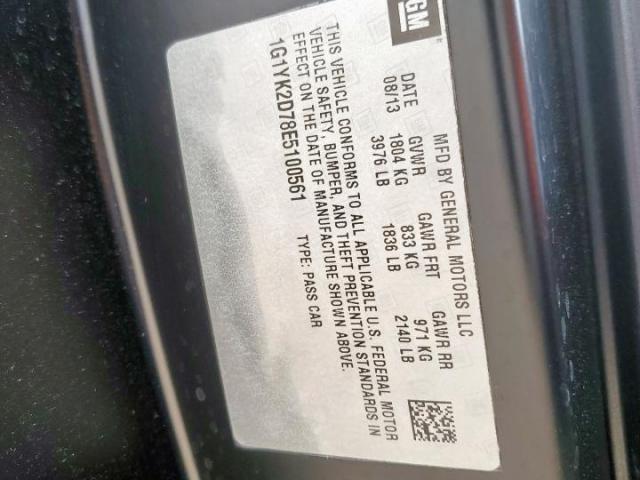 GM
MFD BY GENERAL MOTORS LLC
DATE GVWR GAWR FRT GAWR RR
08/13 1804 KG 833 KG 971 KG
3976 LB 1836 LB 2140 LB
THIS VEHICLE CONFORMS TO ALL APPLICABLE U.S. FEDERAL MOTOR
VEHICLE SAFETY, BUMPER, AND THEFT PREVENTION STANDARDS IN
EFFECT ON THE DATE OF MANUFACTURE SHOWN ABOVE.
1G1YK2D78E5100561 TYPE: PASS CAR